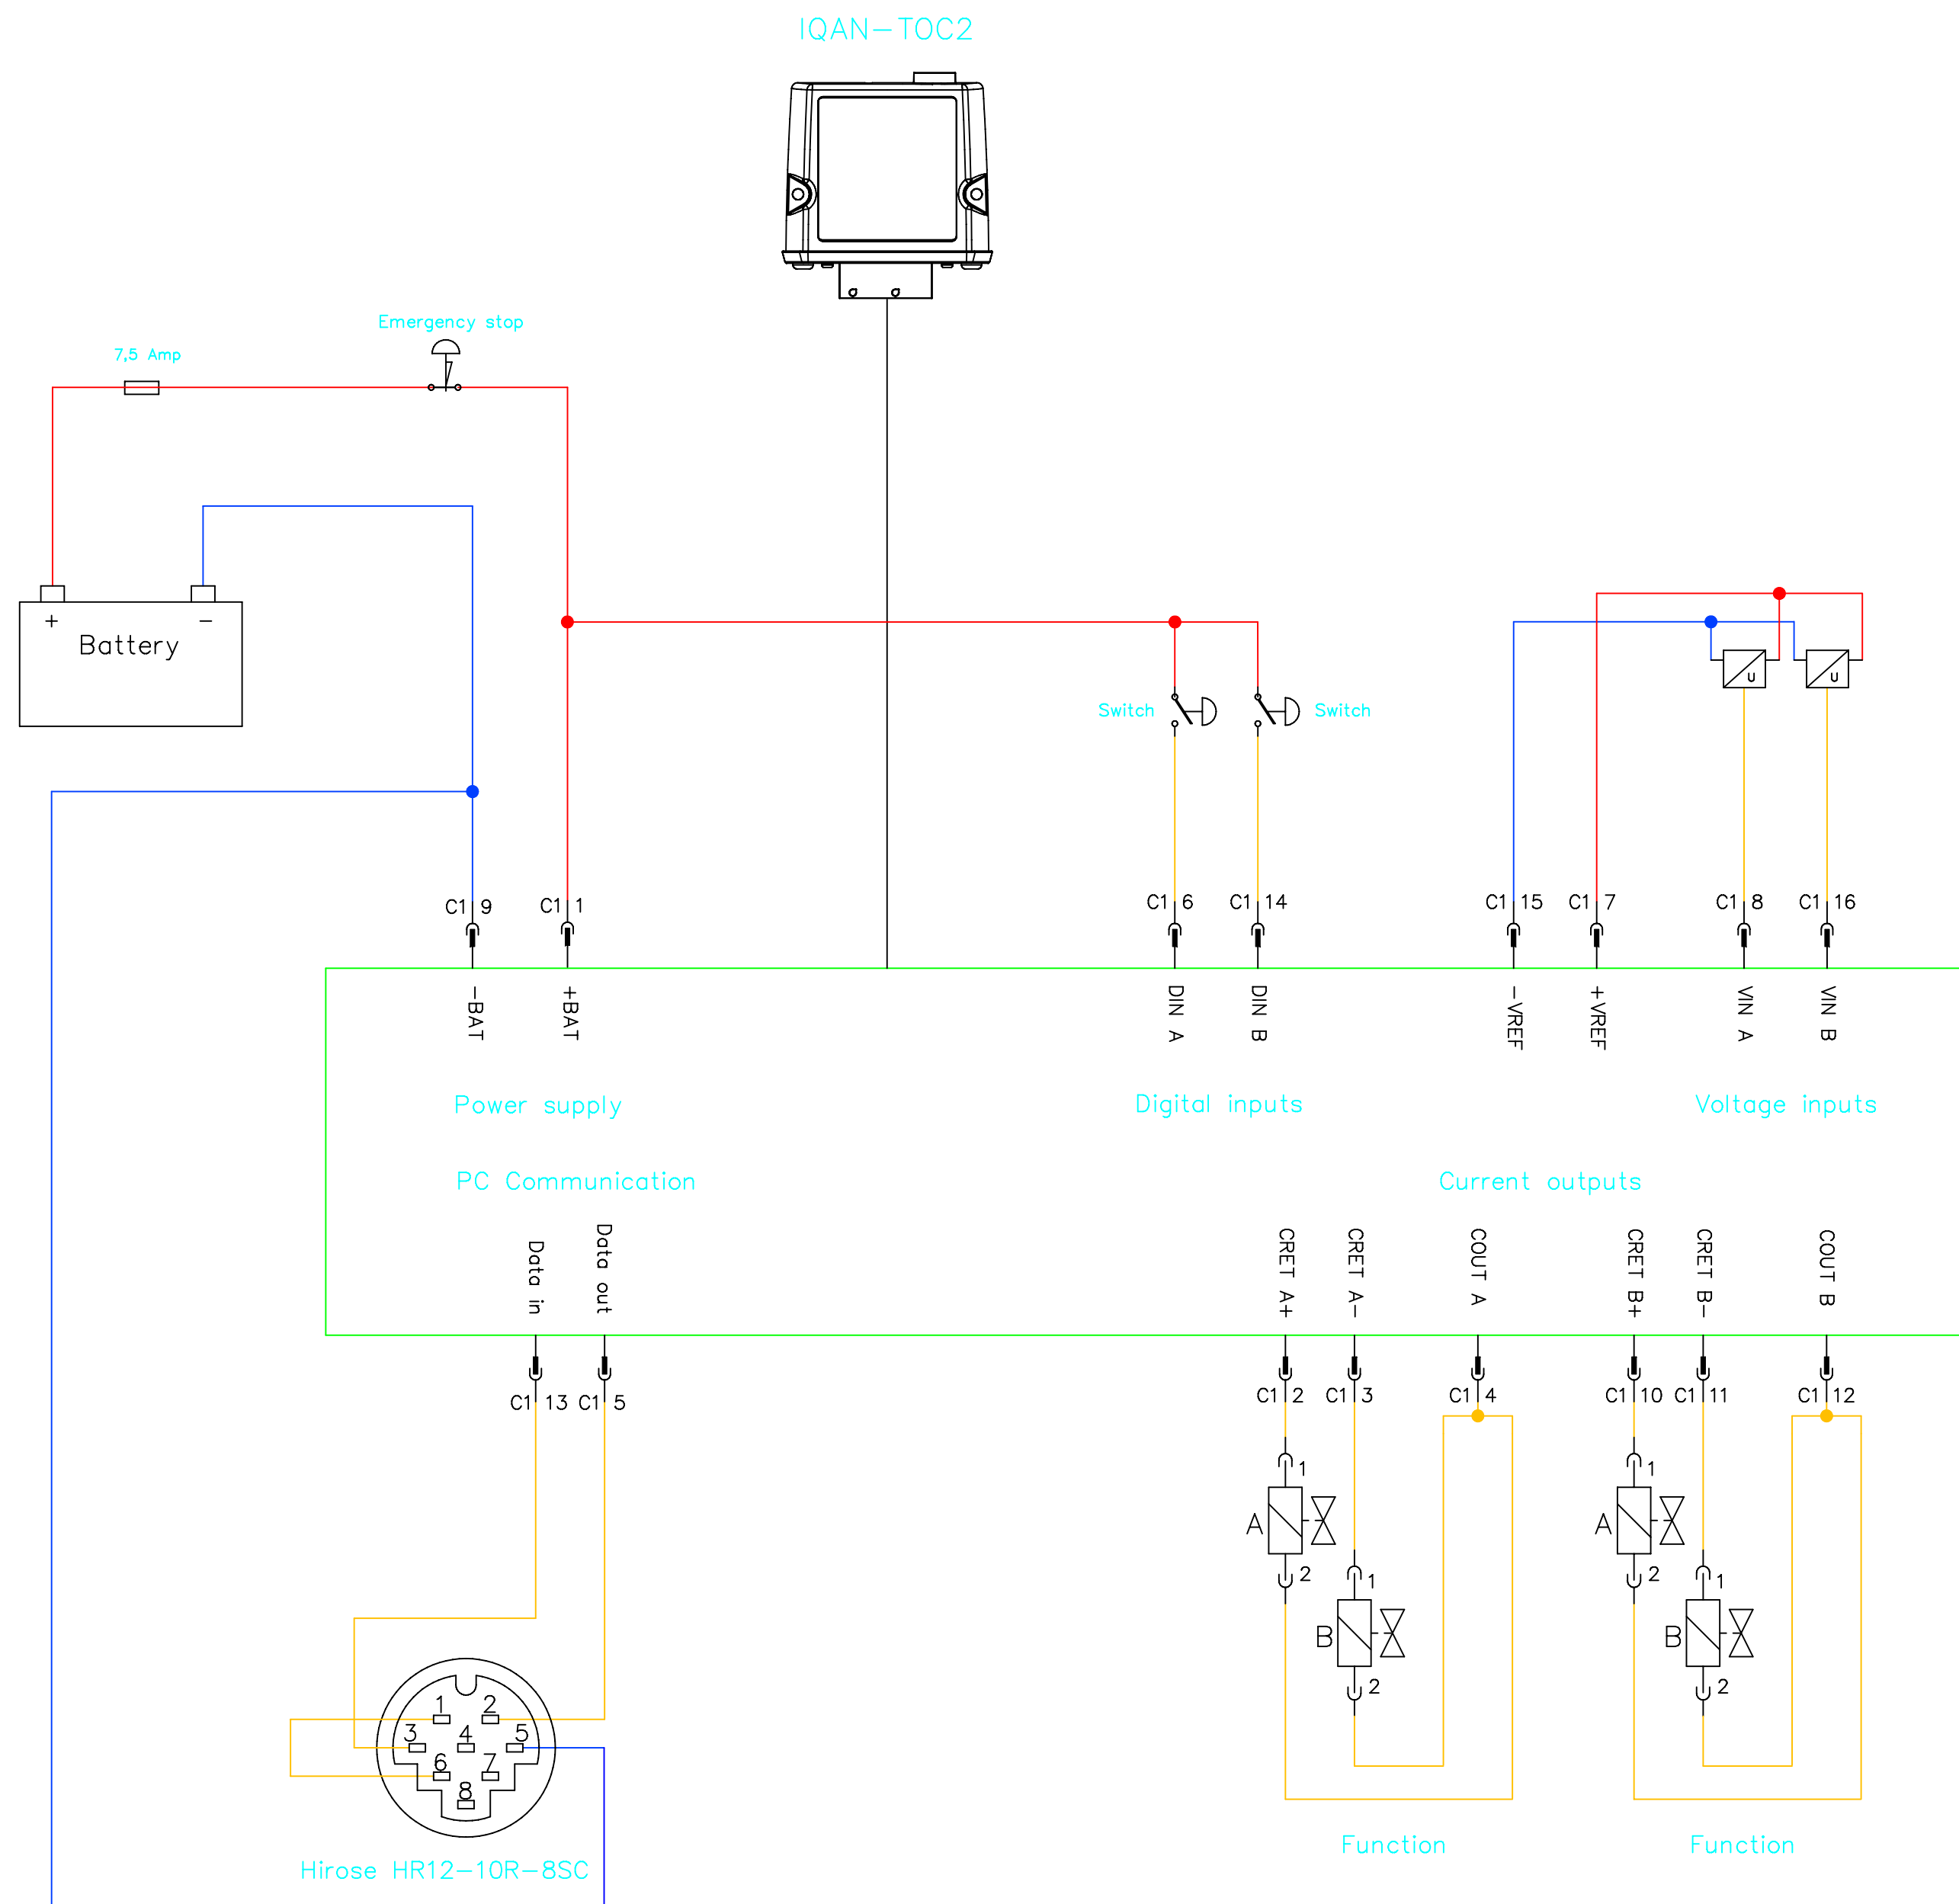 IQAN-TOC2
Emergency stop
7,5 Amp
+ -
Battery
Switch Switch
U U
C1 9 C1 1 C1 6 C1 14 C1 15 C1 7 C1 8 C1 16
-BAT +BAT DIN A DIN B -VREF +VREF VIN A VIN B
Power supply Digital inputs Voltage inputs
PC Communication Current outputs
Data in Data out CRET A+ CRET A- COUT A CRET B+ CRET B- COUT B
C1 13 C1 5 C1 2 C1 3 C1 4 C1 10 C1 11 C1 12
1 1
A A
2 2
1 1
B B
2 2
1 2
3 4 5
6 7
8
Function Function
Hirose HR12-10R-8SC